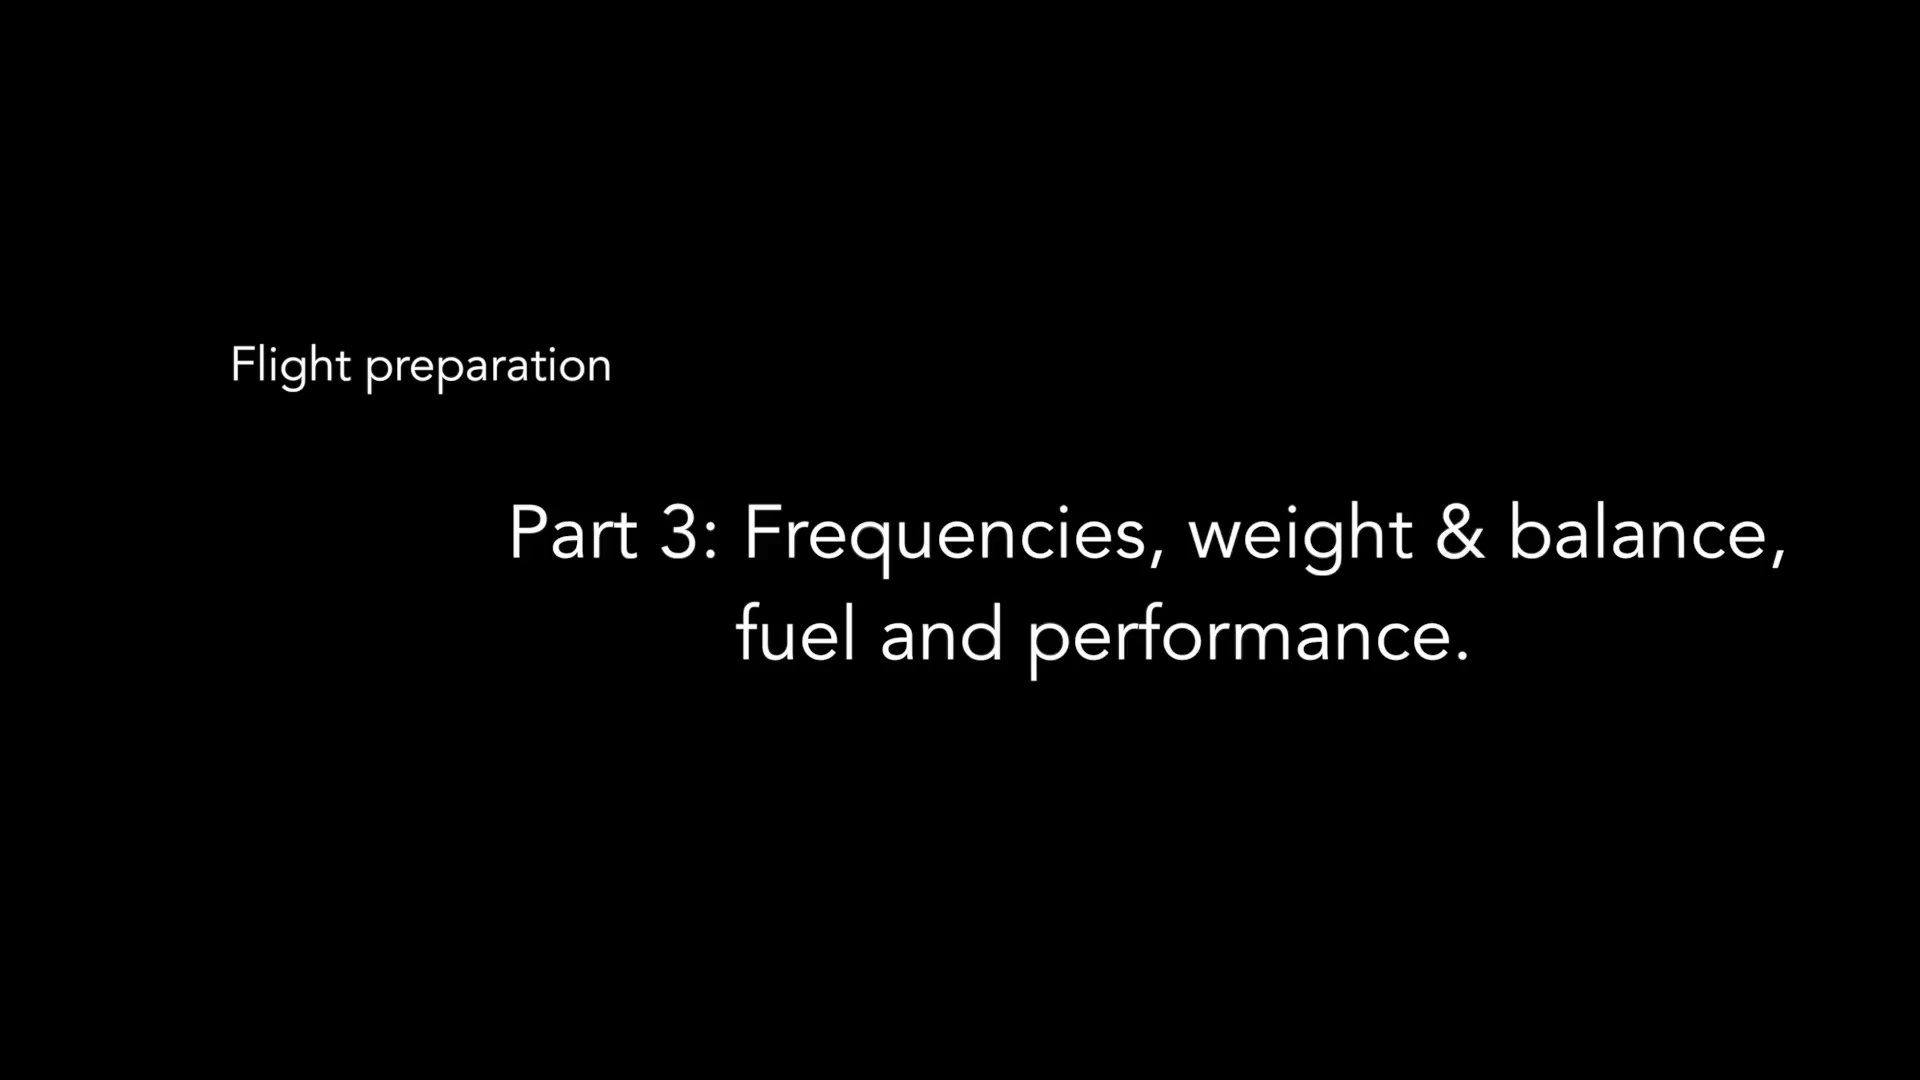 Flight preparation
Part 3: Frequencies, weight & balance,
fuel and performance.